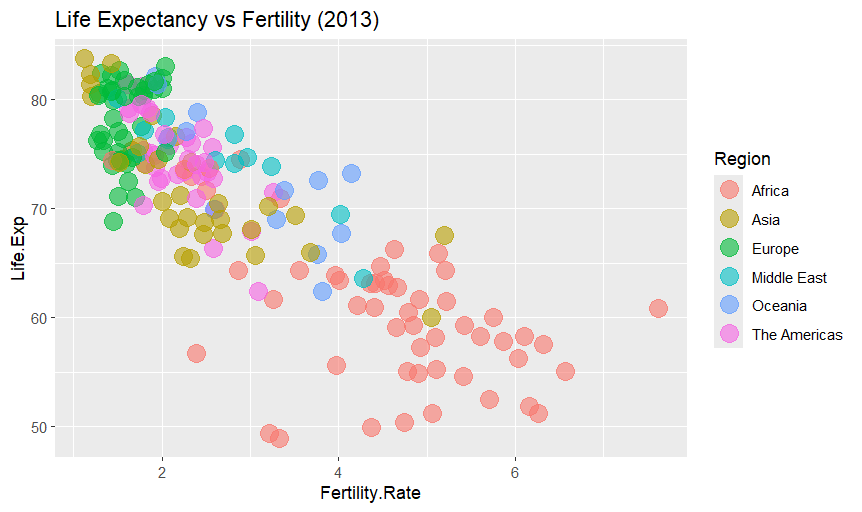 Life Expectancy vs Fertility (2013)
80
70
60
50
Life.Exp
2
4
6
Fertility.Rate
Region
Africa
Asia
Europe
Middle East
Oceania
The Americas